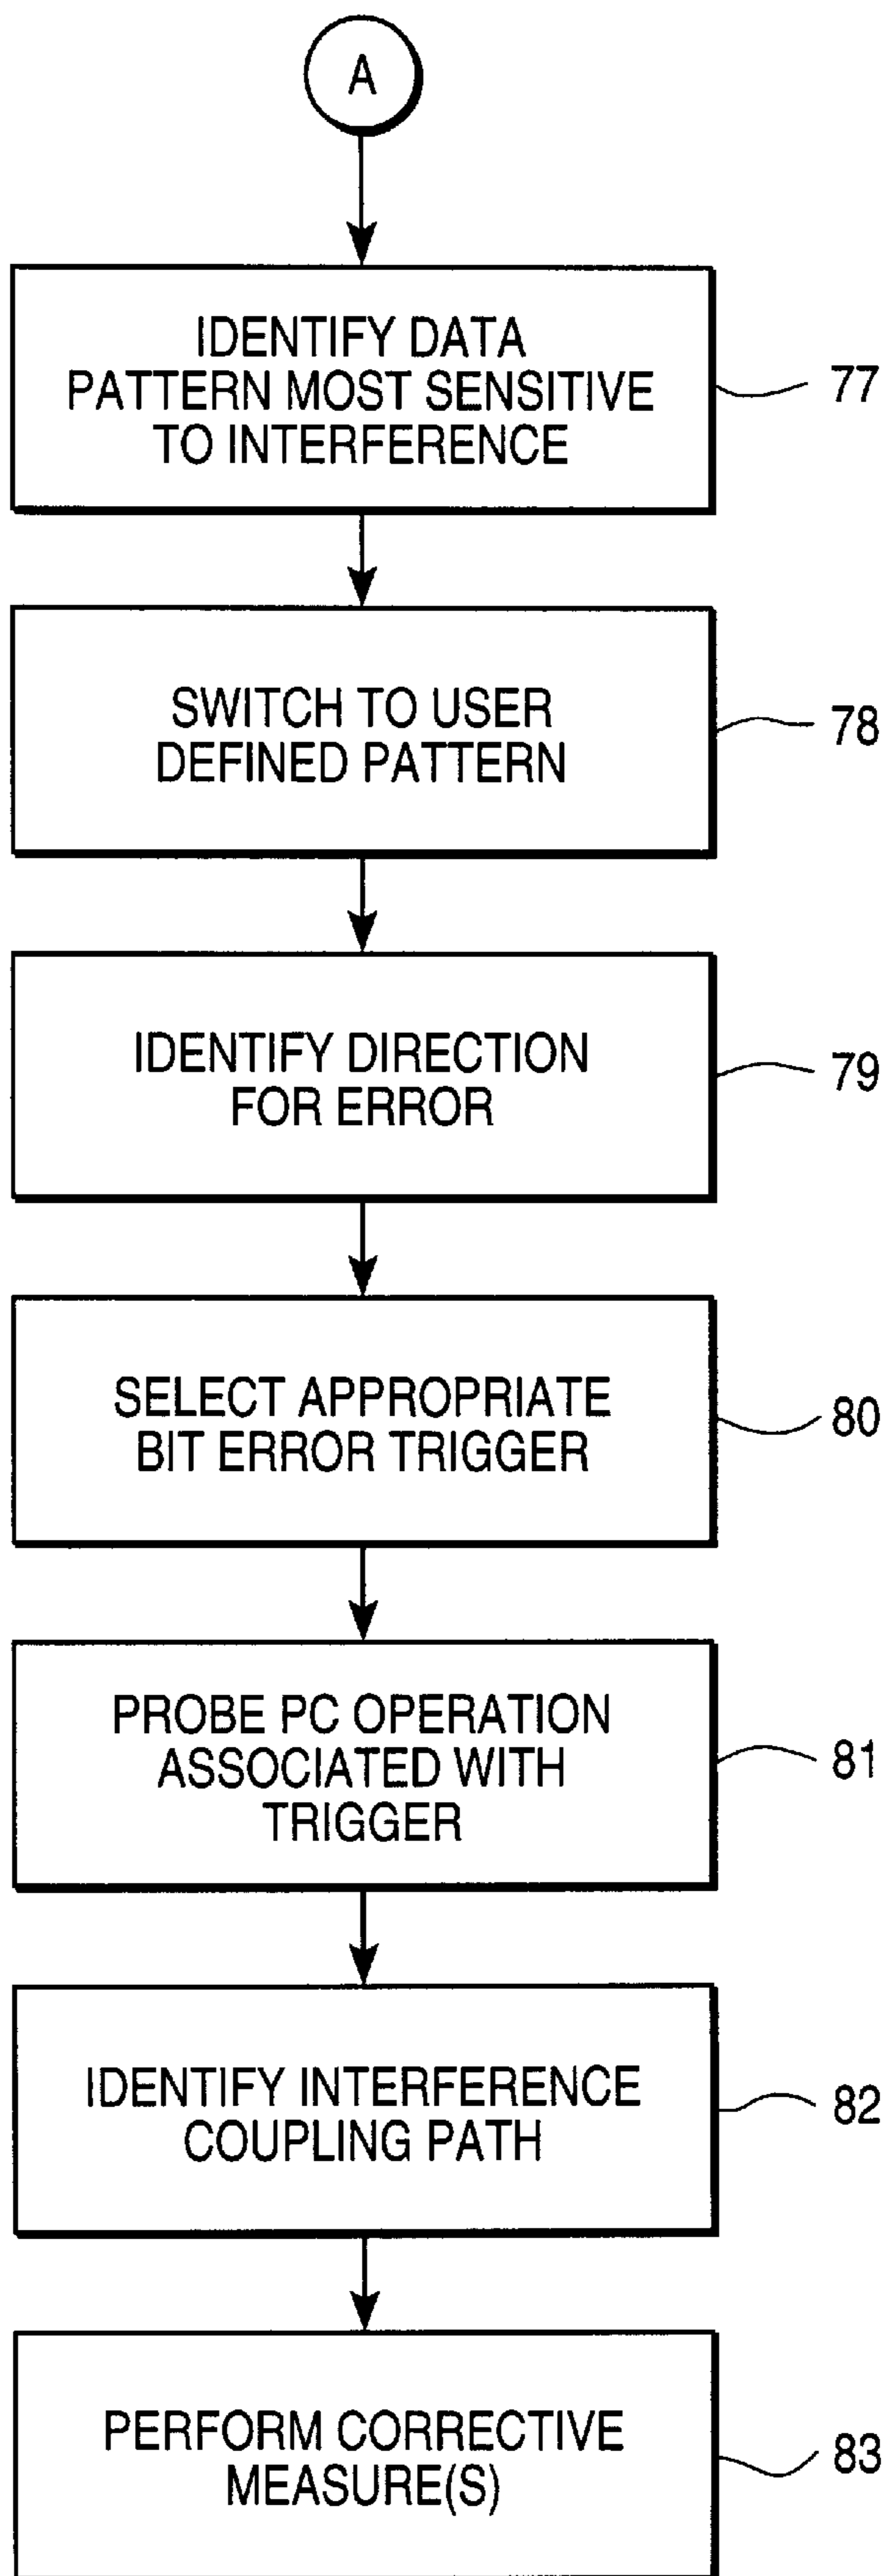 A
IDENTIFY DATA
PATTERN MOST SENSITIVE
TO INTERFERENCE
77
SWITCH TO USER
DEFINED PATTERN
78
IDENTIFY DIRECTION
FOR ERROR
79
SELECT APPROPRIATE
BIT ERROR TRIGGER
80
PROBE PC OPERATION
ASSOCIATED WITH
TRIGGER
81
IDENTIFY INTERFERENCE
COUPLING PATH
82
PERFORM CORRECTIVE
MEASURE(S)
83